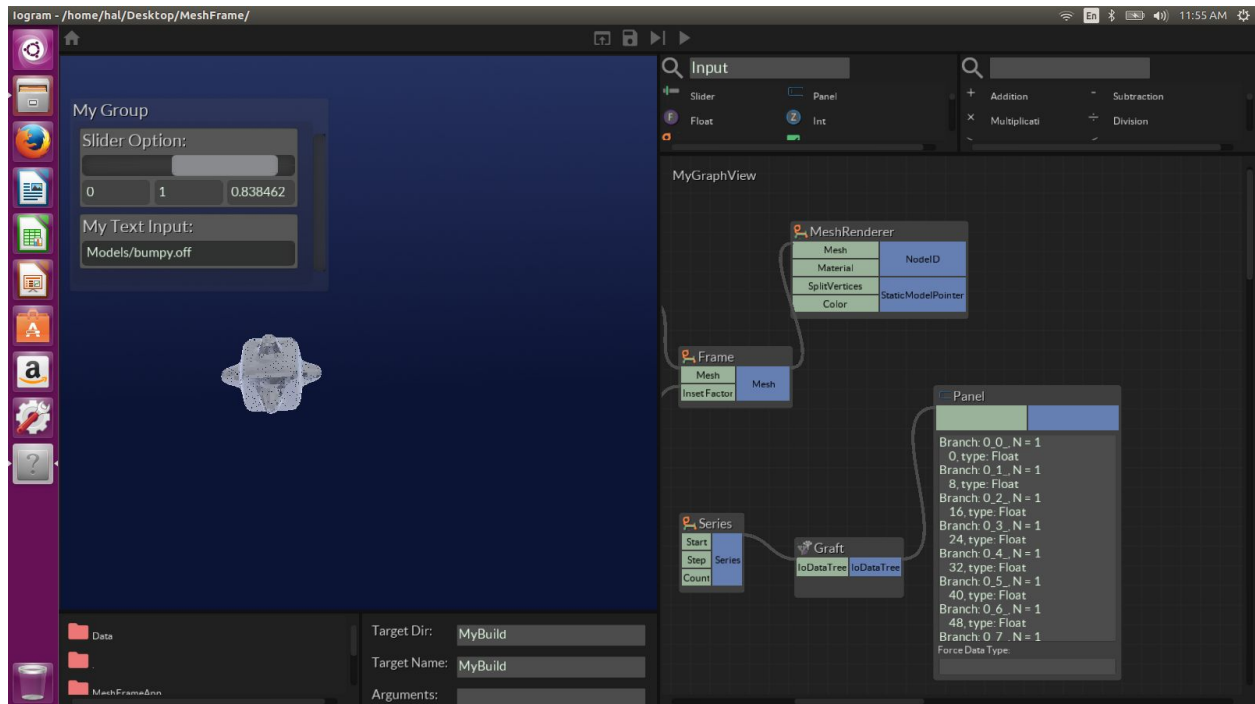 Iogram - /home/hal/Desktop/MeshFrame/
En
11:55 AM
My Group
Slider Option:
0 1 0.838462
My Text Input:
Models/bumpy.off
Input
Slider Panel
Float Int
Addition Subtraction
Multiplicati Division
MyGraphView
MeshRenderer
Mesh
Material
SplitVertices
Color
NodeID
StaticModelPointer
Frame
Mesh
Inset Factor
Mesh
Series
Start
Step
Count
Series
Graft
IoDataTree IoDataTree
Panel
Branch: 0_0_, N = 1
0, type: Float
Branch: 0_1_, N = 1
8, type: Float
Branch: 0_2_, N = 1
16, type: Float
Branch: 0_3_, N = 1
24, type: Float
Branch: 0_4_, N = 1
32, type: Float
Branch: 0_5_, N = 1
40, type: Float
Branch: 0_6_, N = 1
48, type: Float
Branch: 0_7_, N = 1
Force Data Type:
Data
.
MeshFrameApp
Target Dir: MyBuild
Target Name: MyBuild
Arguments: